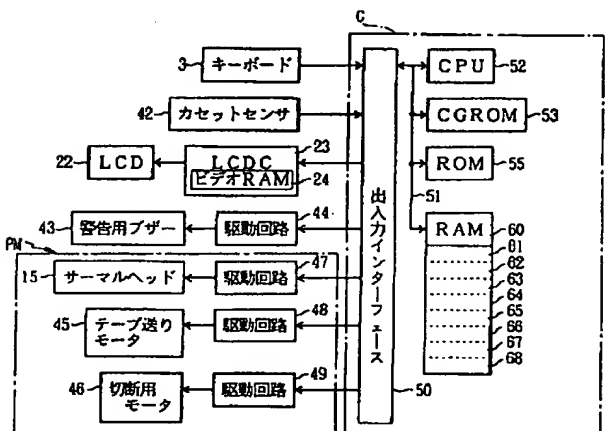 C
3 キーボード
42 カセットセンサ
23
22 LCD
LCDC
ビデオRAM 24
43 警告用ブザー
駆動回路 44
PM
15 サーマルヘッド
駆動回路 47
45 テープ送り
モータ
駆動回路 48
46 切断用
モータ
駆動回路 49
出入力インターフェース
50
CPU 52
CGROM 53
ROM 55
51
RAM 60
61
62
63
64
65
66
67
68